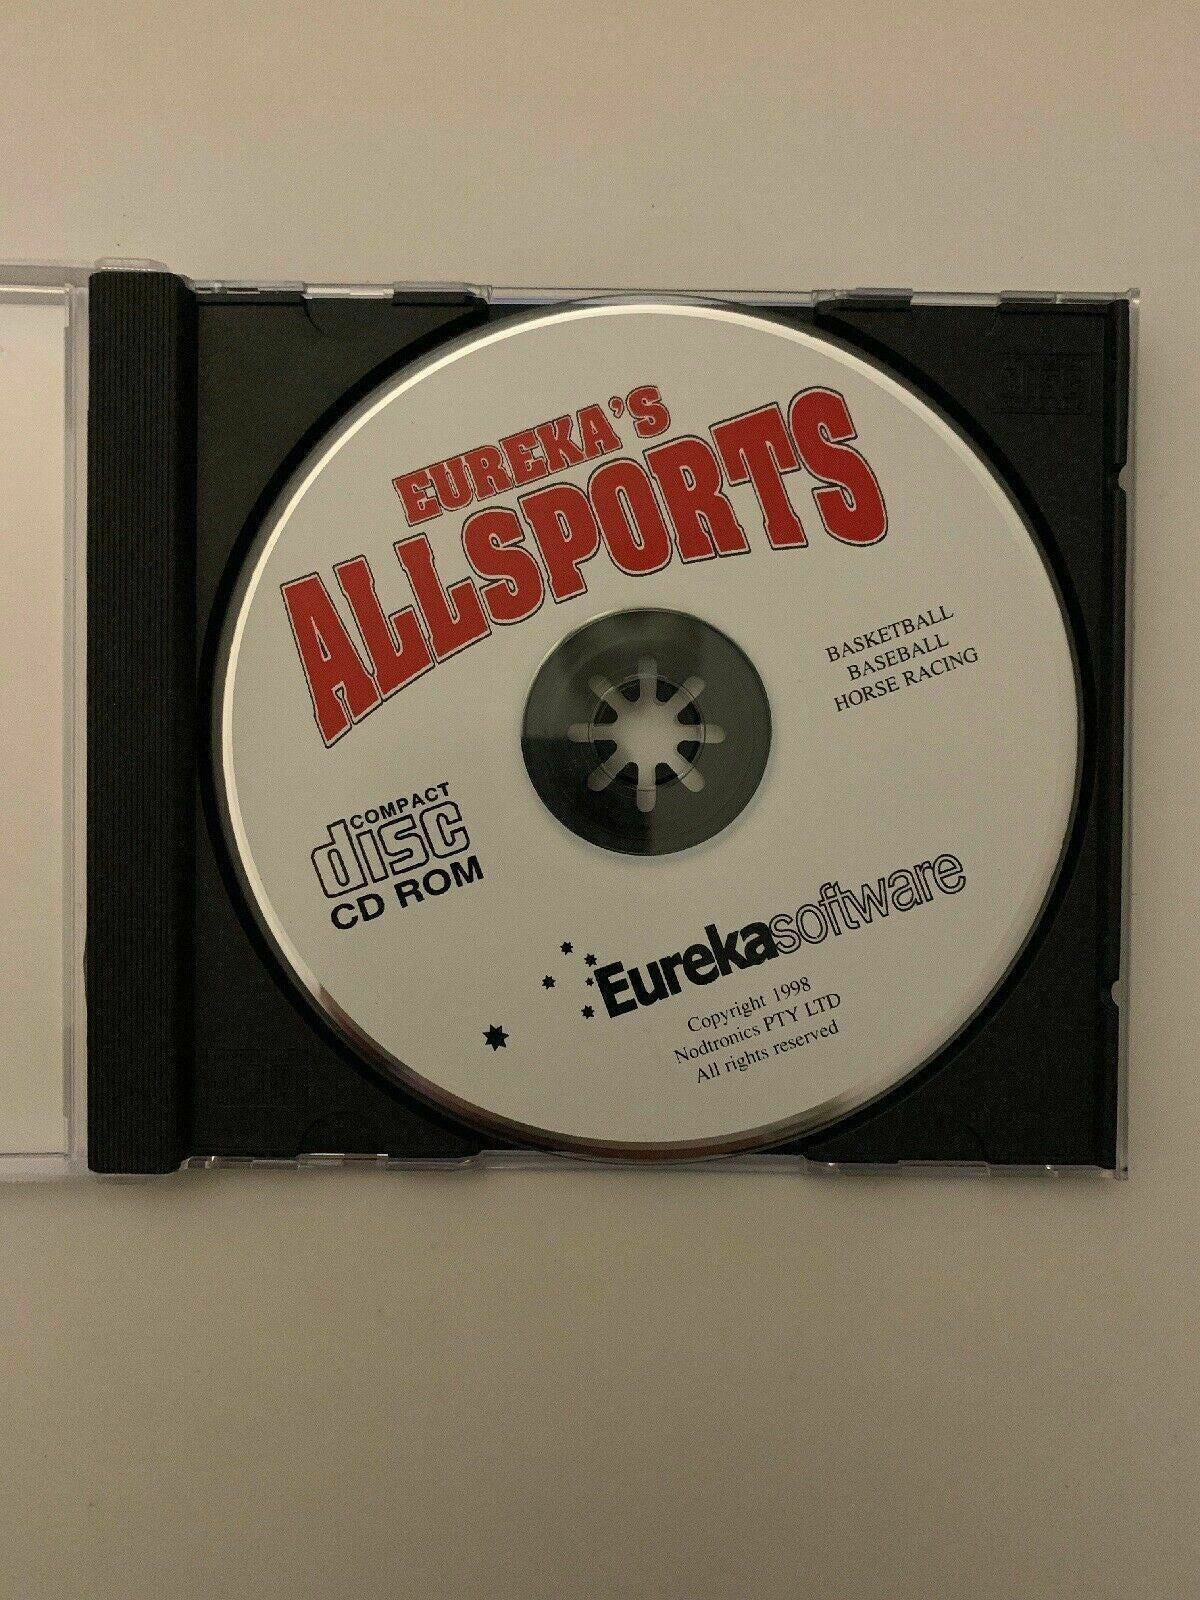 EUREKA'S
ALLSPORTS
BASKETBALL
BASEBALL
HORSE RACING
COMPACT
disc
CD ROM
Eurekasoftware
Copyright 1998
Nodtronics PTY LTD
All rights reserved